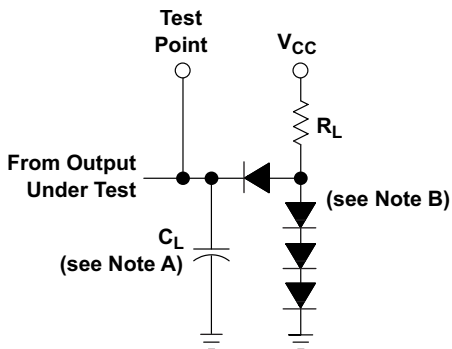 Test
Point
VCC
RL
From Output
Under Test
(see Note B)
CL
(see Note A)